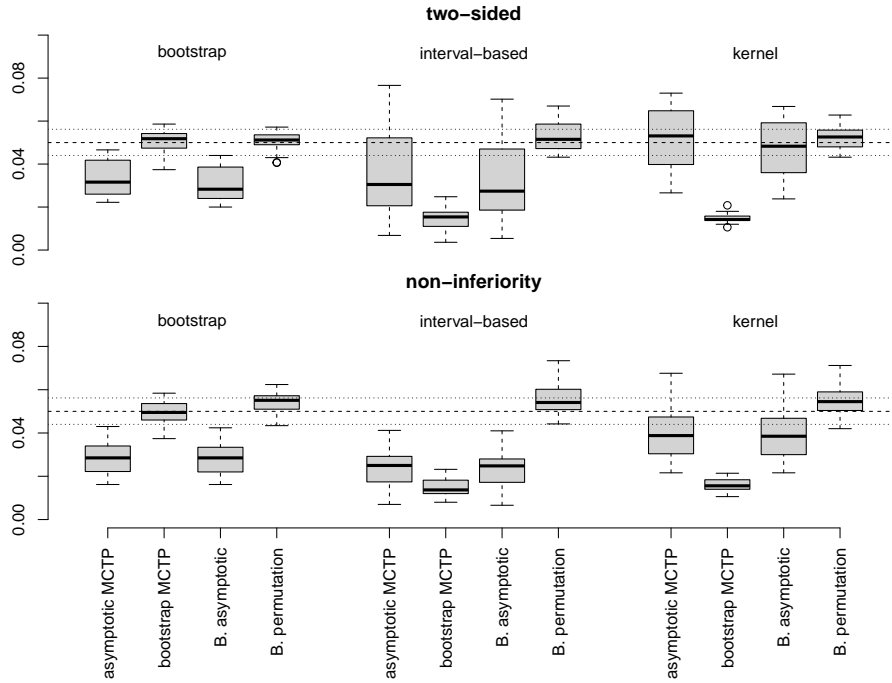 two−sided
bootstrap
interval−based
kernel
0.00
0.04
0.08
non−inferiority
bootstrap
interval−based
kernel
0.00
0.04
0.08
asymptotic MCTP
bootstrap MCTP
B. asymptotic
B. permutation
asymptotic MCTP
bootstrap MCTP
B. asymptotic
B. permutation
asymptotic MCTP
bootstrap MCTP
B. asymptotic
B. permutation